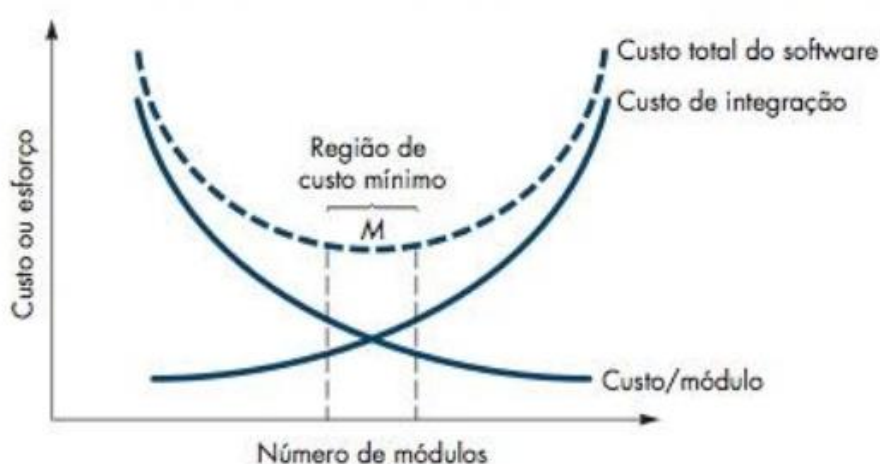 Custo total do software
Custo de integração
Região de
custo mínimo
M
Custo ou esforço
Custo/módulo
Número de módulos